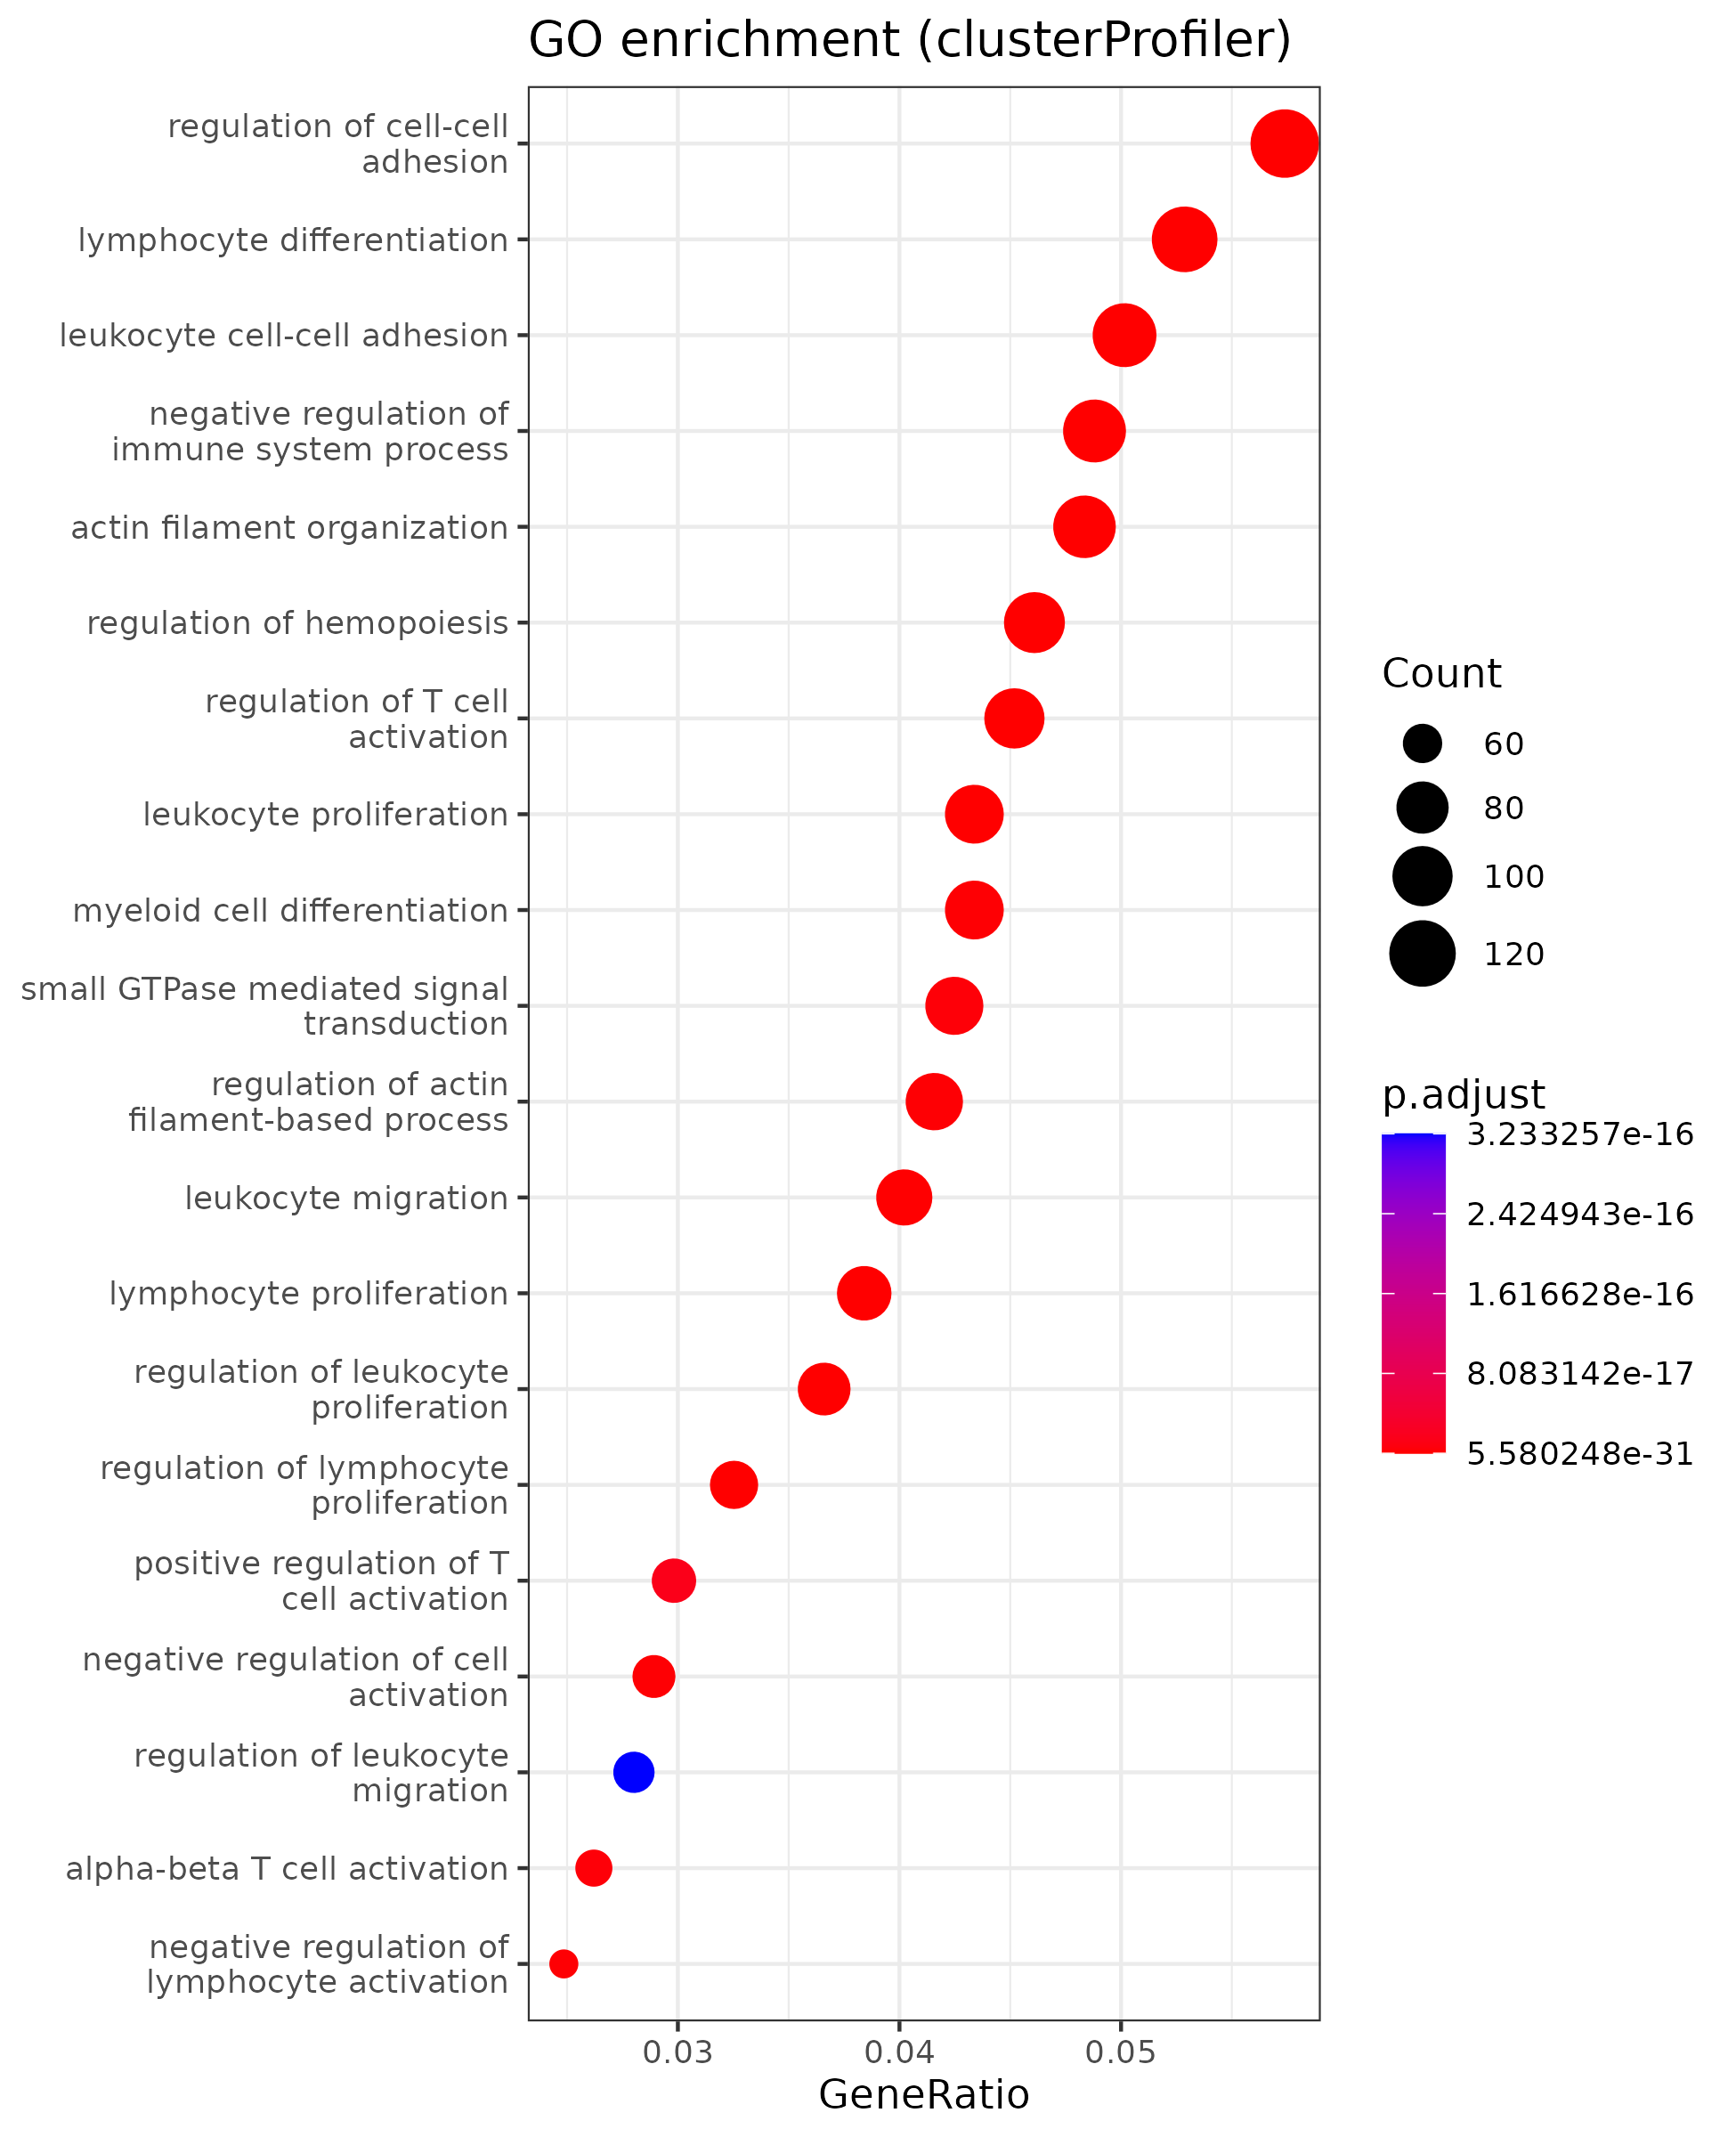 GO enrichment (clusterProfiler)
regulation of cell-cell
adhesion
lymphocyte differentiation
leukocyte cell-cell adhesion
negative regulation of
immune system process
actin filament organization
regulation of hemopoiesis
regulation of T cell
activation
leukocyte proliferation
myeloid cell differentiation
small GTPase mediated signal
transduction
regulation of actin
filament-based process
leukocyte migration
lymphocyte proliferation
regulation of leukocyte
proliferation
regulation of lymphocyte
proliferation
positive regulation of T
cell activation
negative regulation of cell
activation
regulation of leukocyte
migration
alpha-beta T cell activation
negative regulation of
lymphocyte activation
0.03 0.04 0.05
GeneRatio
Count
60
80
100
120
p.adjust
3.233257e-16
2.424943e-16
1.616628e-16
8.083142e-17
5.580248e-31